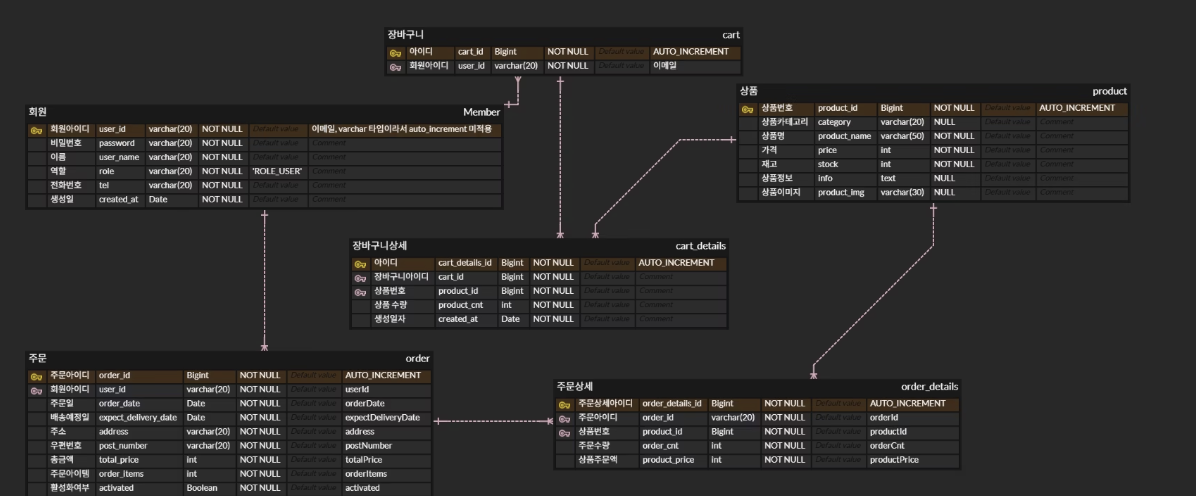 장바구니 cart
아이디 cart_id Bigint NOT NULL Default value AUTO_INCREMENT
회원아이디 user_id varchar(20) NOT NULL Default value 이메일
회원 Member
회원아이디 user_id varchar(20) NOT NULL Default value 이메일, varchar 타입이라서 auto_increment 미적용
비밀번호 password varchar(20) NOT NULL Default value Comment
이름 user_name varchar(20) NOT NULL Default value Comment
역할 role varchar(20) NOT NULL 'ROLE_USER' Comment
전화번호 tel varchar(20) NOT NULL Default value Comment
생성일 created_at Date NOT NULL Default value Comment
상품 product
상품번호 product_id Bigint NOT NULL Default value AUTO_INCREMENT
상품카테고리 category varchar(20) NULL Default value Comment
상품명 product_name varchar(50) NOT NULL Default value Comment
가격 price int NOT NULL Default value Comment
재고 stock int NOT NULL Default value Comment
상품정보 info text NULL Default value Comment
상품이미지 product_img varchar(30) NULL Default value Comment
장바구니상세 cart_details
아이디 cart_details_id Bigint NOT NULL Default value AUTO_INCREMENT
장바구니아이디 cart_id Bigint NOT NULL Default value Comment
상품번호 product_id Bigint NOT NULL Default value Comment
상품 수량 product_cnt int NOT NULL Default value Comment
생성일자 created_at Date NOT NULL Default value Comment
주문 order
주문아이디 order_id Bigint NOT NULL Default value AUTO_INCREMENT
회원아이디 user_id varchar(20) NOT NULL Default value userId
주문일 order_date Date NOT NULL Default value orderDate
배송예정일 expect_delivery_date Date NOT NULL Default value expectDeliveryDate
주소 address varchar(20) NOT NULL Default value address
우편번호 post_number varchar(20) NOT NULL Default value postNumber
총금액 total_price int NOT NULL Default value totalPrice
주문아이템 order_items int NOT NULL Default value orderItems
활성화여부 activated Boolean NOT NULL Default value activated
주문상세 order_details
주문상세아이디 order_details_id Bigint NOT NULL Default value AUTO_INCREMENT
주문아이디 order_id varchar(20) NOT NULL Default value orderId
상품번호 product_id Bigint NOT NULL Default value productId
주문수량 order_cnt int NOT NULL Default value orderCnt
상품주문액 product_price int NOT NULL Default value productPrice